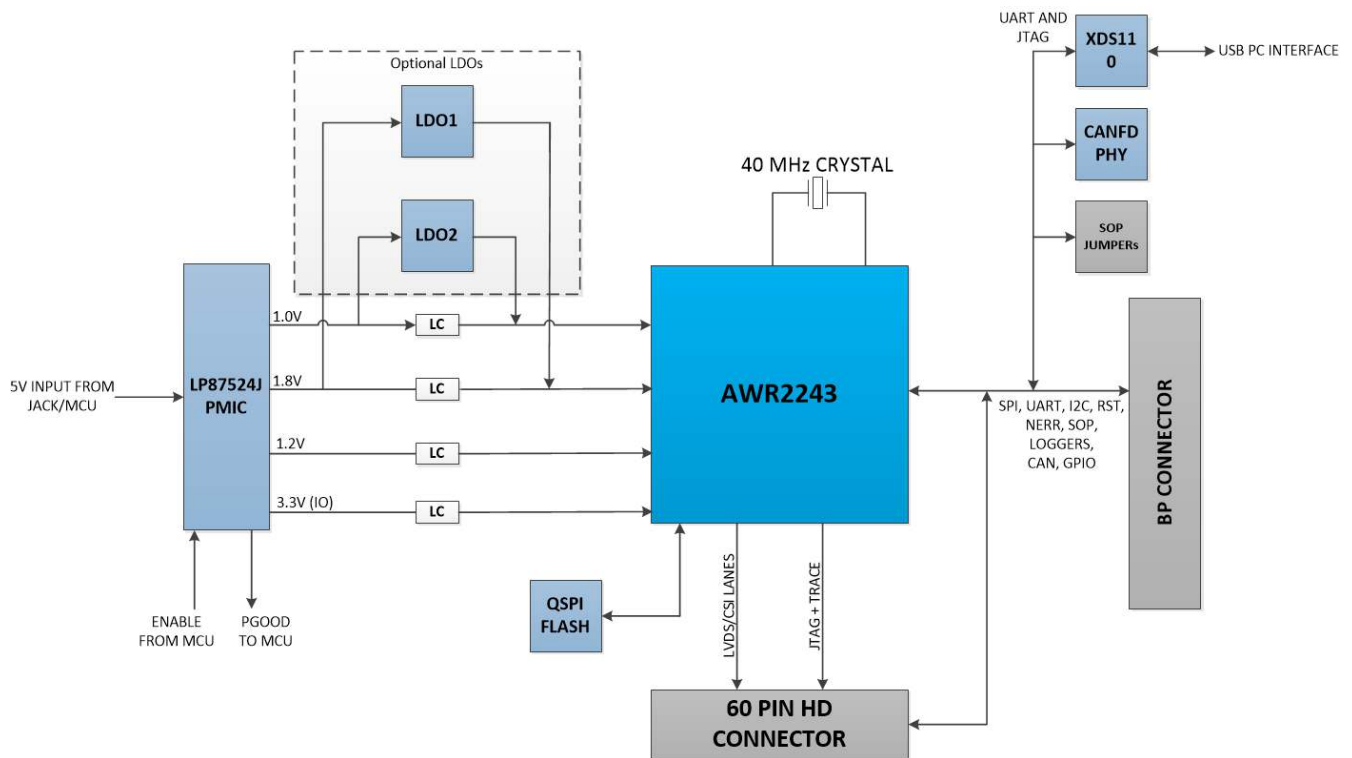 UART AND
JTAG
XDS11
0
USB PC INTERFACE
Optional LDOs
LDO1
CANFD
PHY
40 MHz CRYSTAL
LDO2
SOP
JUMPERs
1.0V
LC
5V INPUT FROM
JACK/MCU
LP87524J
PMIC
1.8V
LC
AWR2243
SPI, UART, I2C, RST,
NERR, SOP,
LOGGERS,
CAN, GPIO
BP CONNECTOR
1.2V
LC
3.3V (IO)
LC
ENABLE
FROM MCU
PGOOD
TO MCU
QSPI
FLASH
LVDS/CSI LANES
JTAG + TRACE
60 PIN HD
CONNECTOR